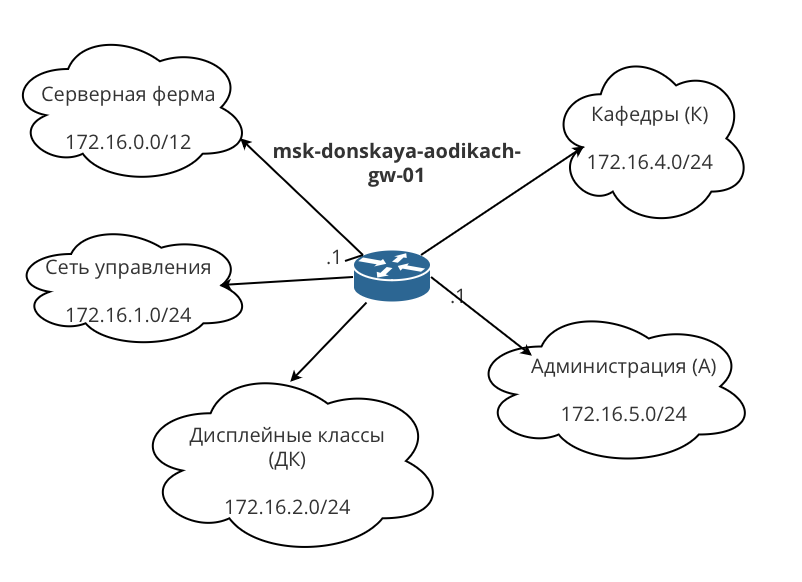 Серверная ферма
172.16.0.0/12
msk-donskaya-aodikach-
gw-01
Кафедры (К)
172.16.4.0/24
Сеть управления
172.16.1.0/24
.1
.1
Администрация (А)
172.16.5.0/24
Дисплейные классы
(ДК)
172.16.2.0/24